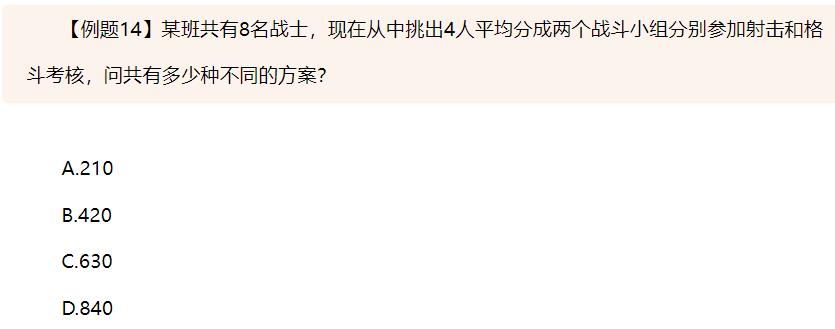 【例题14】某班共有8名战士，现在从中挑出4人平均分成两个战斗小组分别参加射击和格
斗考核，问共有多少种不同的方案？
A.210
B.420
C.630
D.840